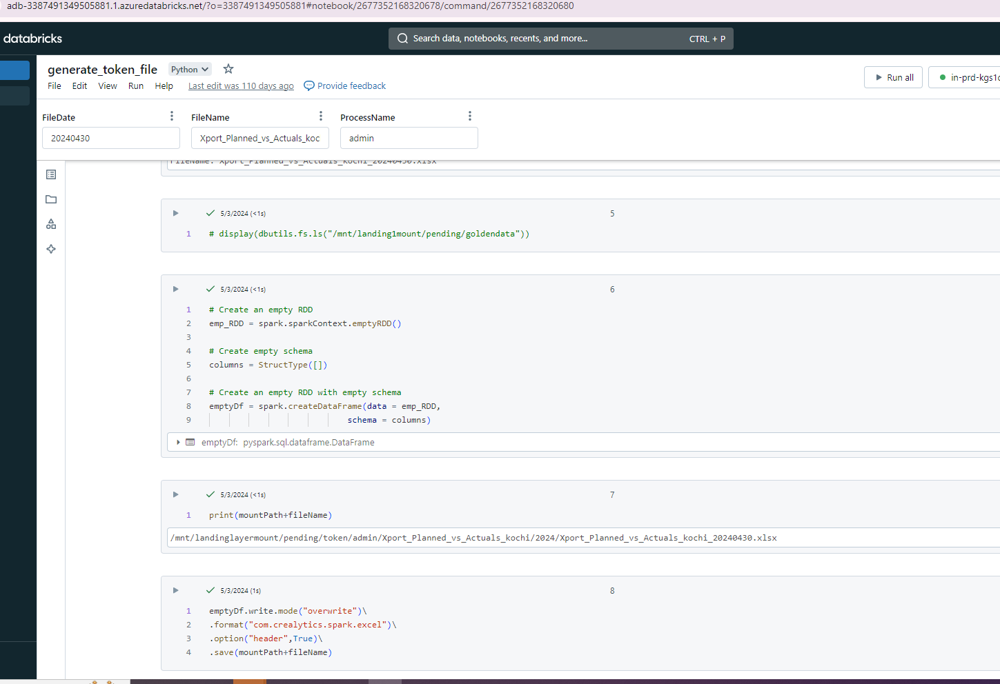 adb-3387491349505881.1.azuredatabricks.net/?o=3387491349505881#notebook/2677352168320678/command/2677352168320680
databricks
Search data, notebooks, recents, and more...
CTRL + P
generate_token_file
Python
File Edit View Run Help Last edit was 110 days ago Provide feedback
Run all
in-prd-kgs1c
FileDate
FileName
ProcessName
20240430
Xport_Planned_vs_Actuals_koc
admin
FileName: Xport_Planned_vs_Actuals_kochi_20240430.xlsx
5/3/2024 (<1s)
5
1 # display(dbutils.fs.ls("/mnt/landing1mount/pending/goldendata"))
5/3/2024 (<1s)
6
1 # Create an empty RDD
2 emp_RDD = spark.sparkContext.emptyRDD()
3
4 # Create empty schema
5 columns = StructType([])
6
7 # Create an empty RDD with empty schema
8 emptyDf = spark.createDataFrame(data = emp_RDD,
9 schema = columns)
emptyDf: pyspark.sql.dataframe.DataFrame
5/3/2024 (<1s)
7
1 print(mountPath+fileName)
/mnt/landinglayermount/pending/token/admin/Xport_Planned_vs_Actuals_kochi/2024/Xport_Planned_vs_Actuals_kochi_20240430.xlsx
5/3/2024 (1s)
8
1 emptyDf.write.mode("overwrite")\
2 .format("com.crealytics.spark.excel")\
3 .option("header",True)\
4 .save(mountPath+fileName)